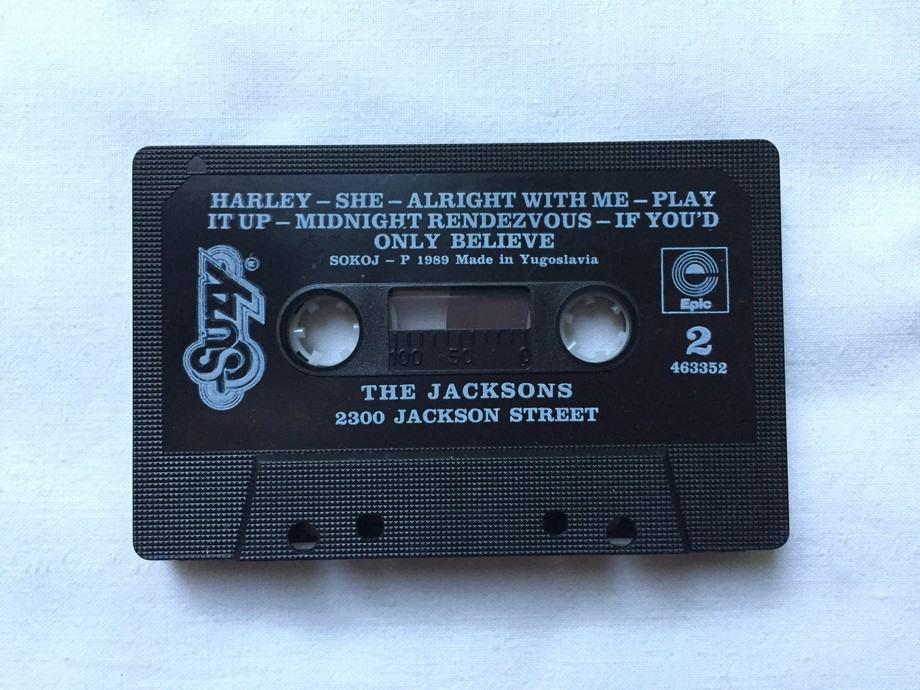 HARLEY – SHE – ALRIGHT WITH ME – PLAY
IT UP – MIDNIGHT RENDEZVOUS – IF YOU'D
ONLY BELIEVE
SOKOJ – P 1989 Made in Yugoslavia
Suzy ®
Epic
2
463352
100 50 0
THE JACKSONS
2300 JACKSON STREET